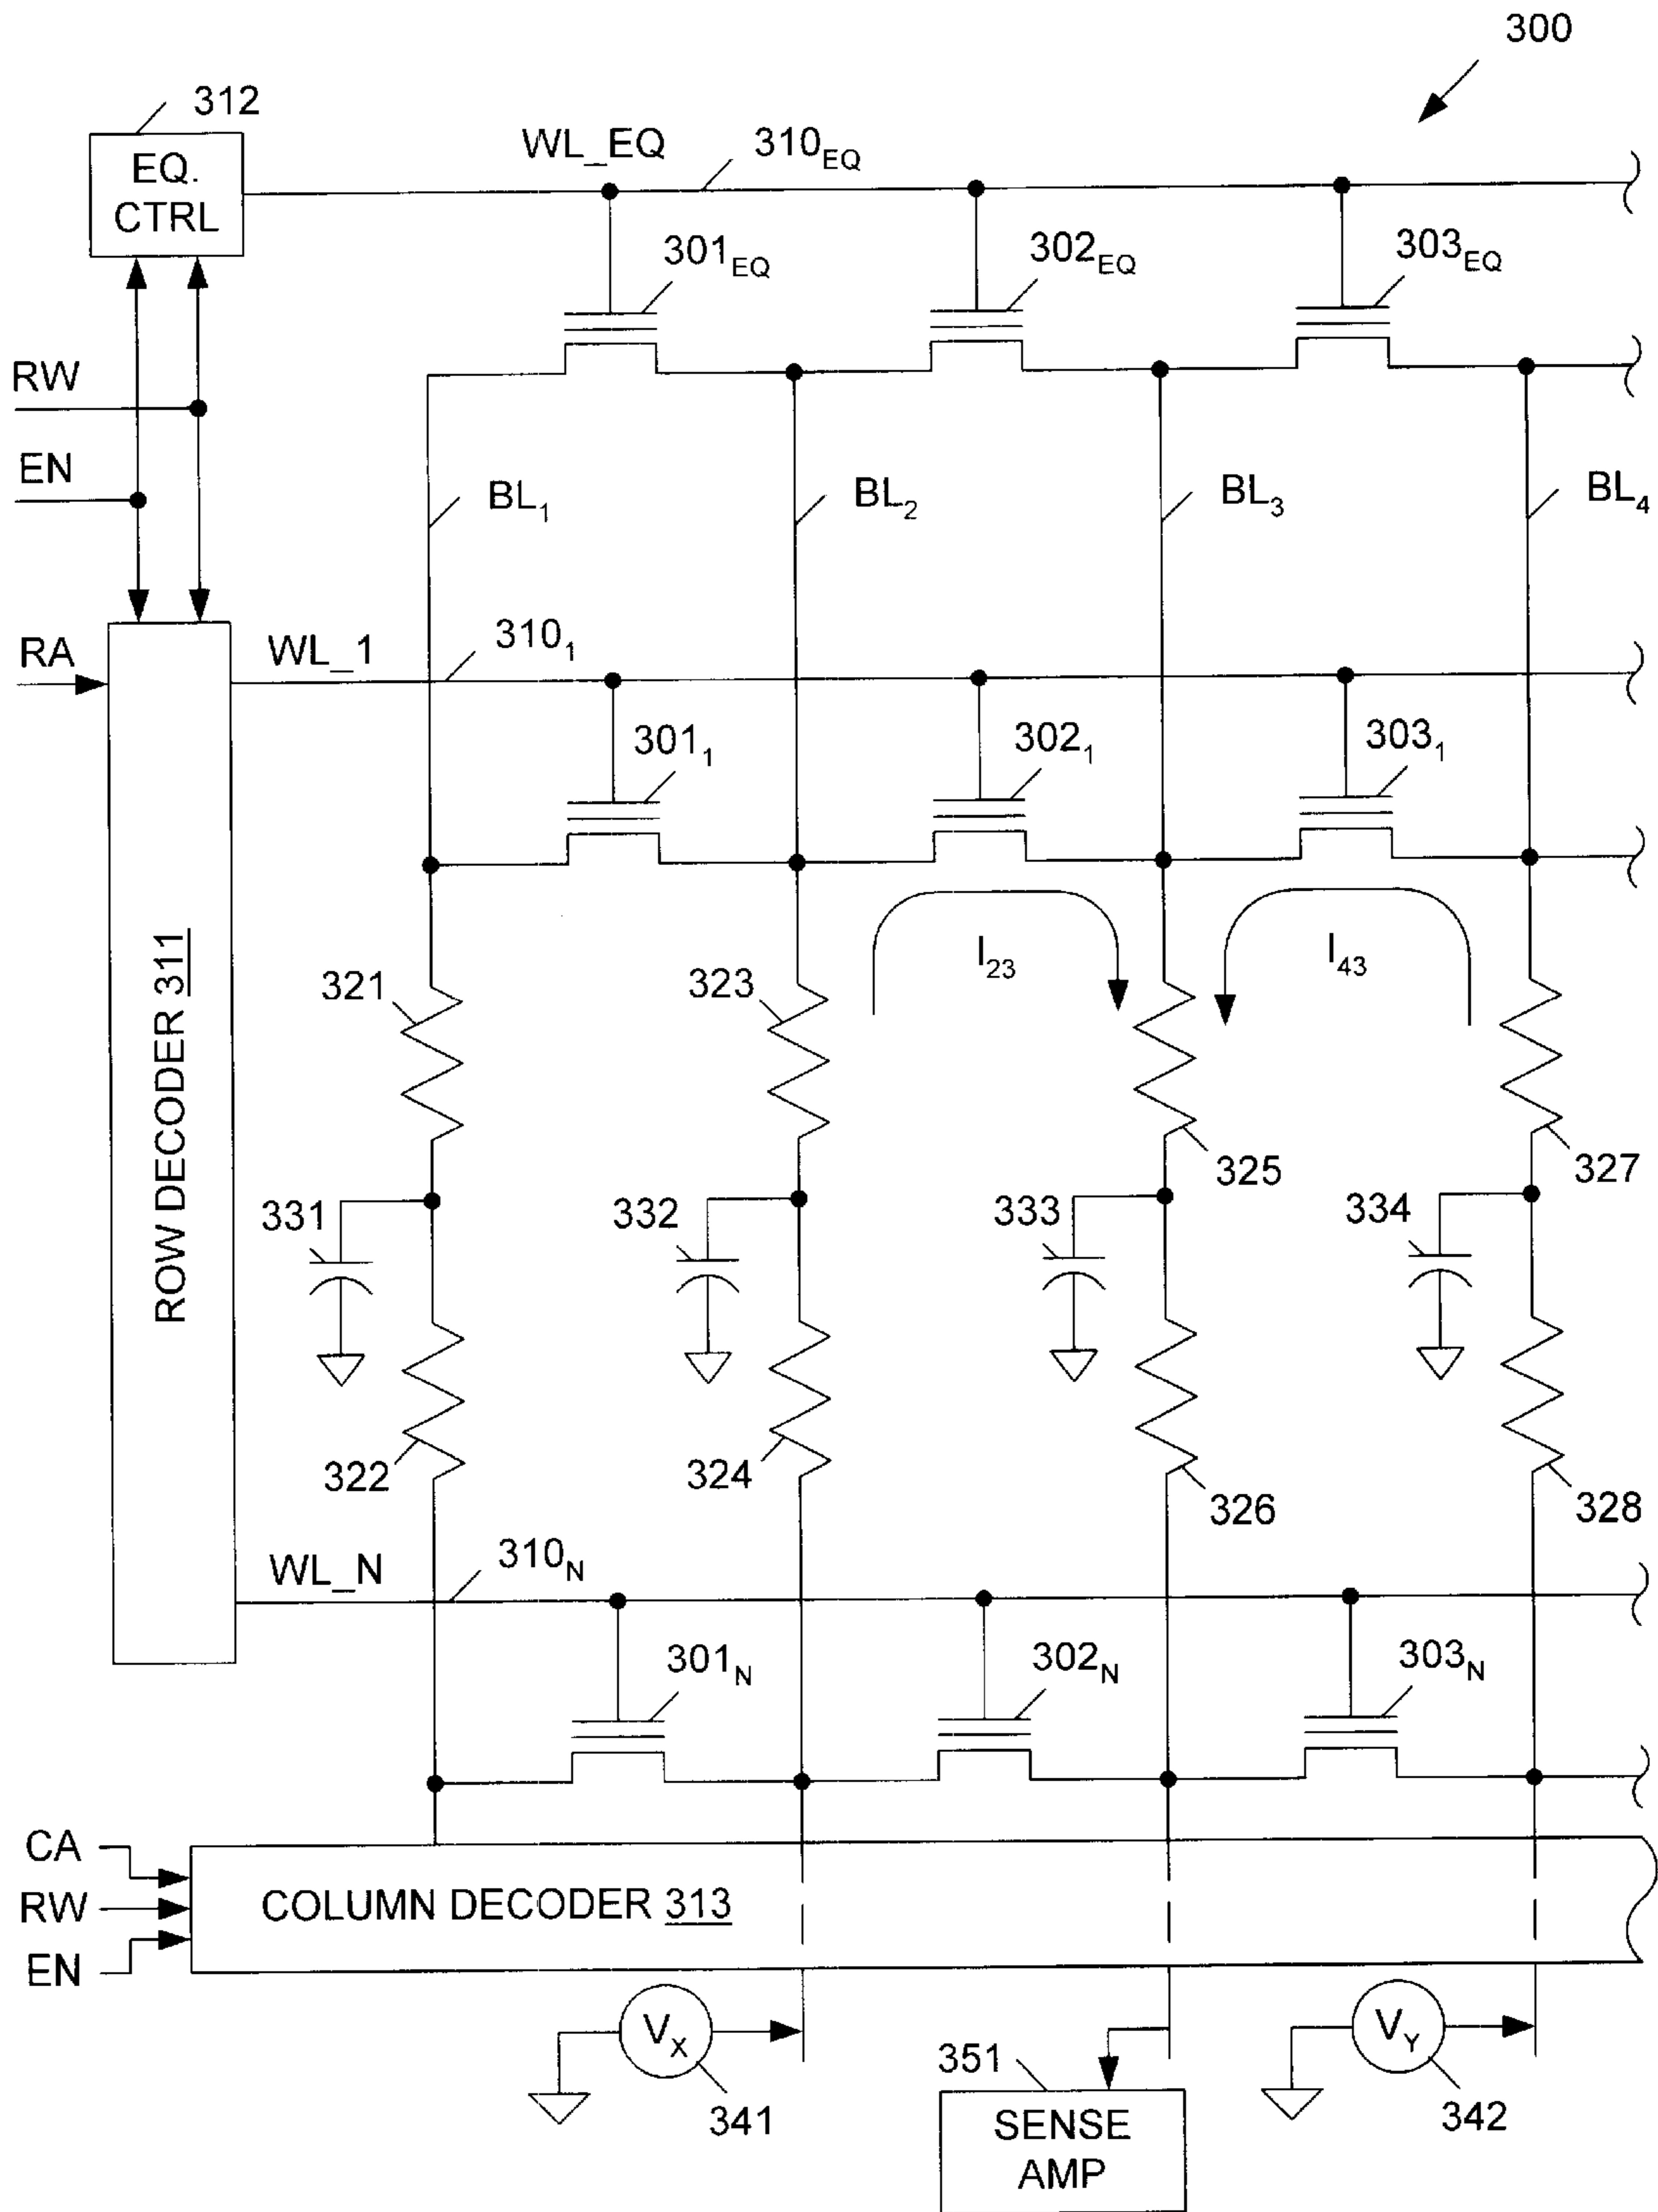 300
312
EQ.
CTRL
WL_EQ
310EQ
301EQ
302EQ
303EQ
RW
EN
BL1
BL2
BL3
BL4
RA
WL_1
3101
3011
3021
3031
ROW DECODER 311
I23
I43
321
323
325
327
331
332
333
334
322
324
326
328
WL_N
310N
301N
302N
303N
CA
RW
EN
COLUMN DECODER 313
VX
341
351
SENSE
AMP
VY
342